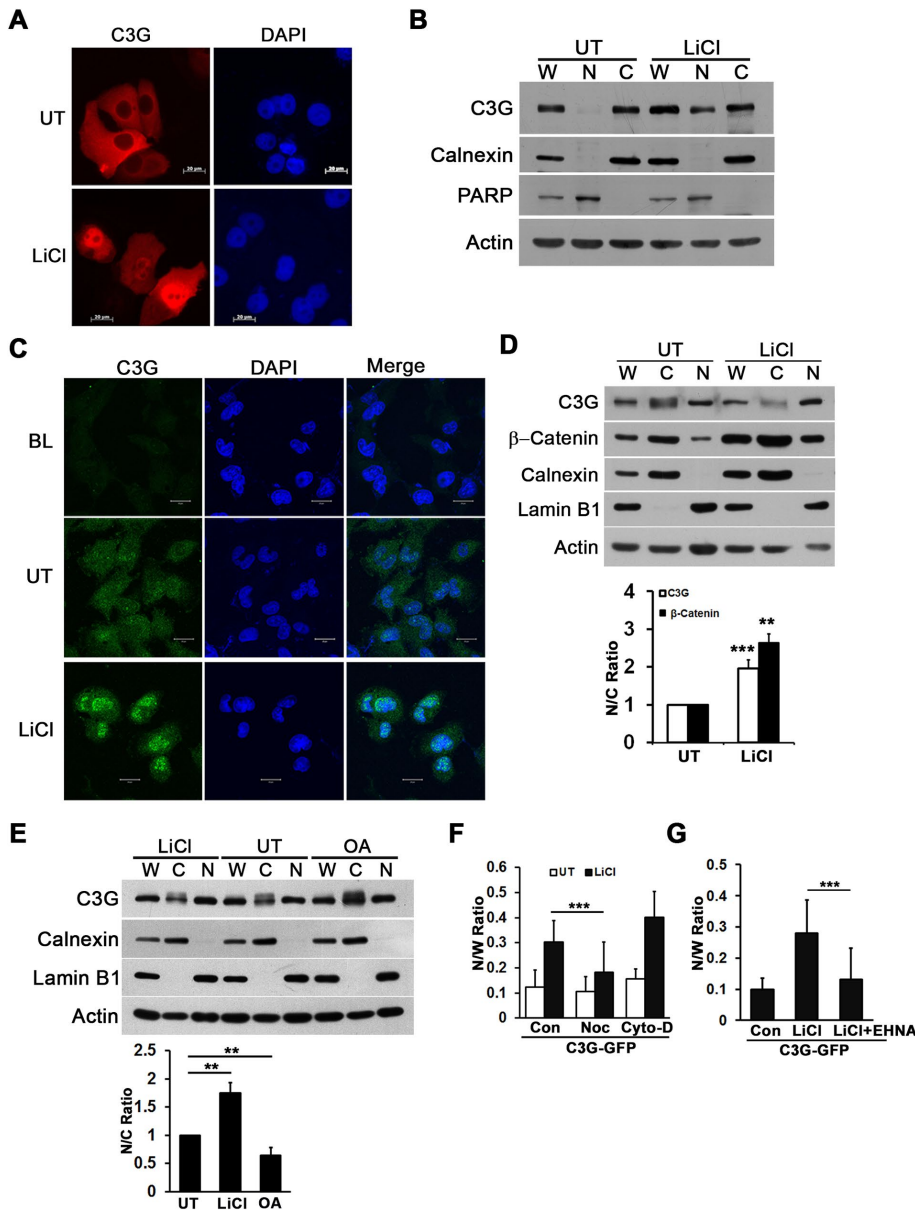 A
C3G DAPI
UT
20 μm 20 μm
LiCl
20 μm 20 μm
B
UT LiCl
W N C W N C
C3G
Calnexin
PARP
Actin
C
C3G DAPI Merge
BL
UT
LiCl
D
UT LiCl
W C N W C N
C3G
β–Catenin
Calnexin
Lamin B1
Actin
C3G
β-Catenin
N/C Ratio
4
3
2
1
0
*** **
UT LiCl
E
LiCl UT OA
W C N W C N W C N
C3G
Calnexin
Lamin B1
Actin
N/C Ratio
2.5
2
1.5
1
0.5
0
**
**
UT LiCl OA
F
UT LiCl
N/W Ratio
0.5
0.4
0.3
0.2
0.1
0
***
Con Noc Cyto-D
C3G-GFP
G
N/W Ratio
0.5
0.4
0.3
0.2
0.1
0
***
Con LiCl LiCl+EHNA
C3G-GFP